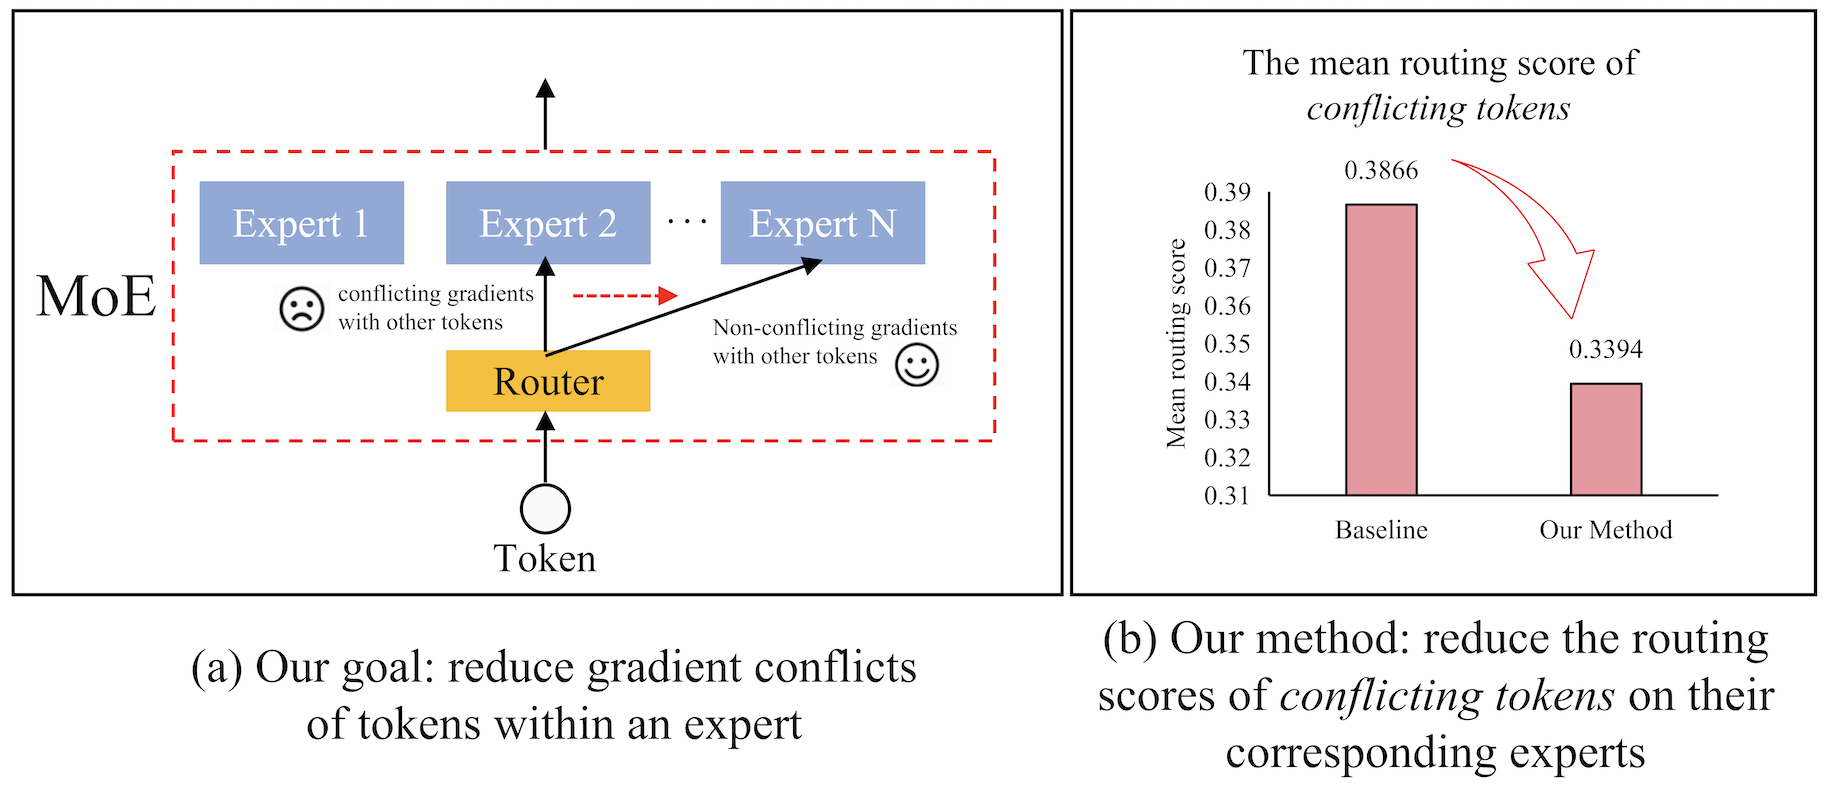 MoE
Expert 1
Expert 2
...
Expert N
conflicting gradients
with other tokens
Non-conflicting gradients
with other tokens
Router
Token
(a) Our goal: reduce gradient conflicts
of tokens within an expert
The mean routing score of
conflicting tokens
Mean routing score
0.39
0.38
0.37
0.36
0.35
0.34
0.33
0.32
0.31
0.3866
0.3394
Baseline
Our Method
(b) Our method: reduce the routing
scores of conflicting tokens on their
corresponding experts